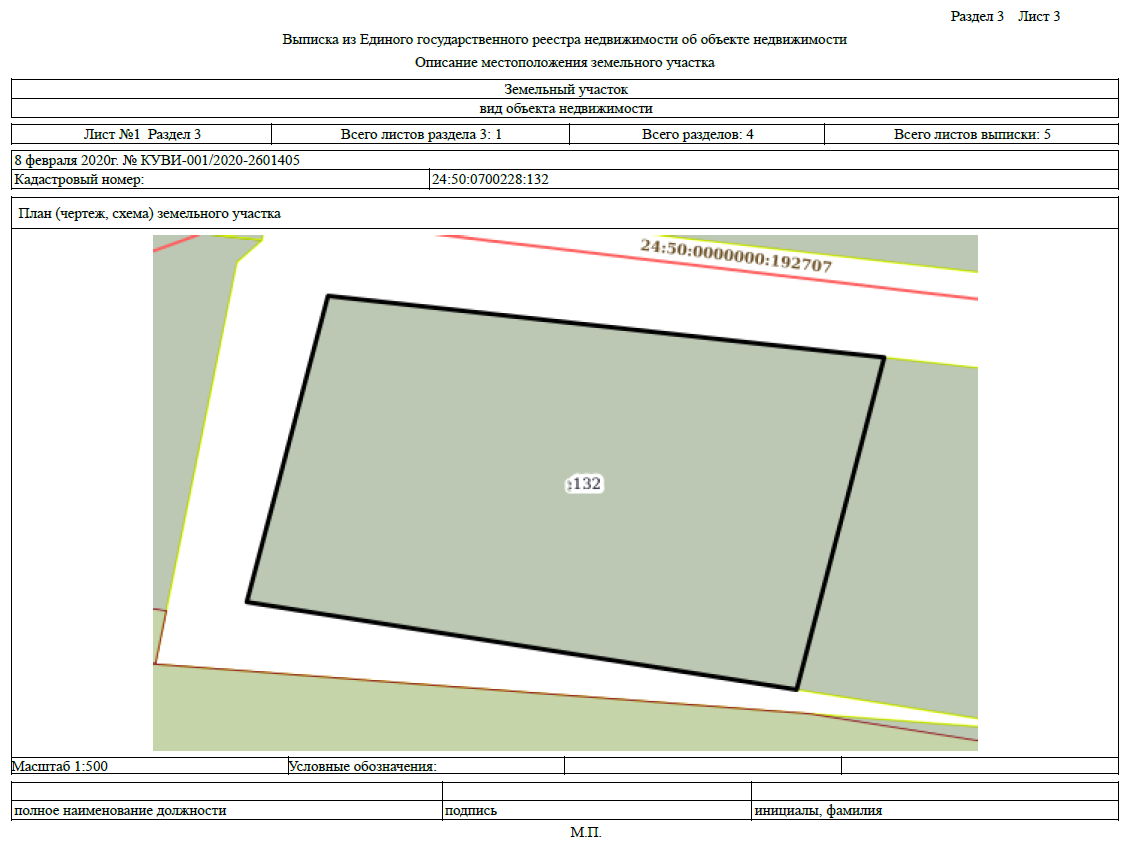 Раздел 3 Лист 3
Выписка из Единого государственного реестра недвижимости об объекте недвижимости
Описание местоположения земельного участка
Земельный участок
вид объекта недвижимости
Лист №1 Раздел 3 Всего листов раздела 3: 1 Всего разделов: 4 Всего листов выписки: 5
8 февраля 2020г. № КУВИ-001/2020-2601405
Кадастровый номер: 24:50:0700228:132
План (чертеж, схема) земельного участка
24:50:0000000:192707
:132
Масштаб 1:500 Условные обозначения:
полное наименование должности подпись инициалы, фамилия
М.П.